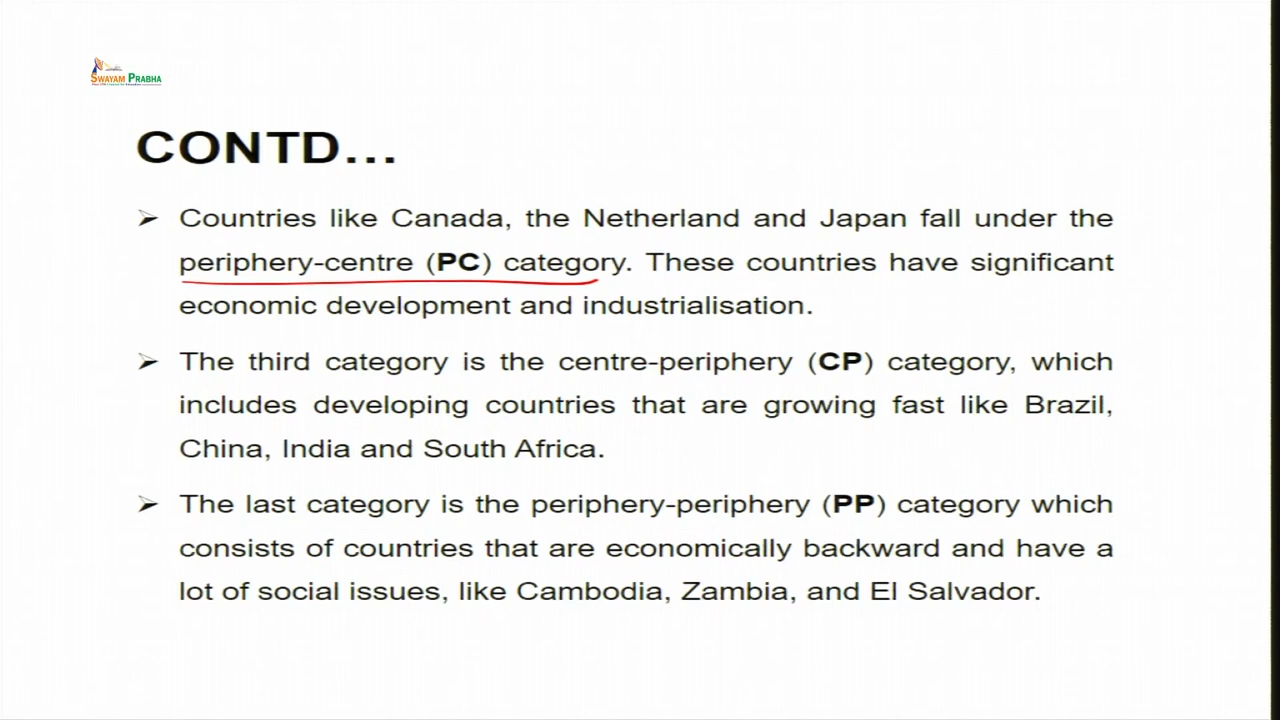 SWAYAM PRABHA
CONTD...
➢ Countries like Canada, the Netherland and Japan fall under the
periphery-centre (PC) category. These countries have significant
economic development and industrialisation.
➢ The third category is the centre-periphery (CP) category, which
includes developing countries that are growing fast like Brazil,
China, India and South Africa.
➢ The last category is the periphery-periphery (PP) category which
consists of countries that are economically backward and have a
lot of social issues, like Cambodia, Zambia, and El Salvador.